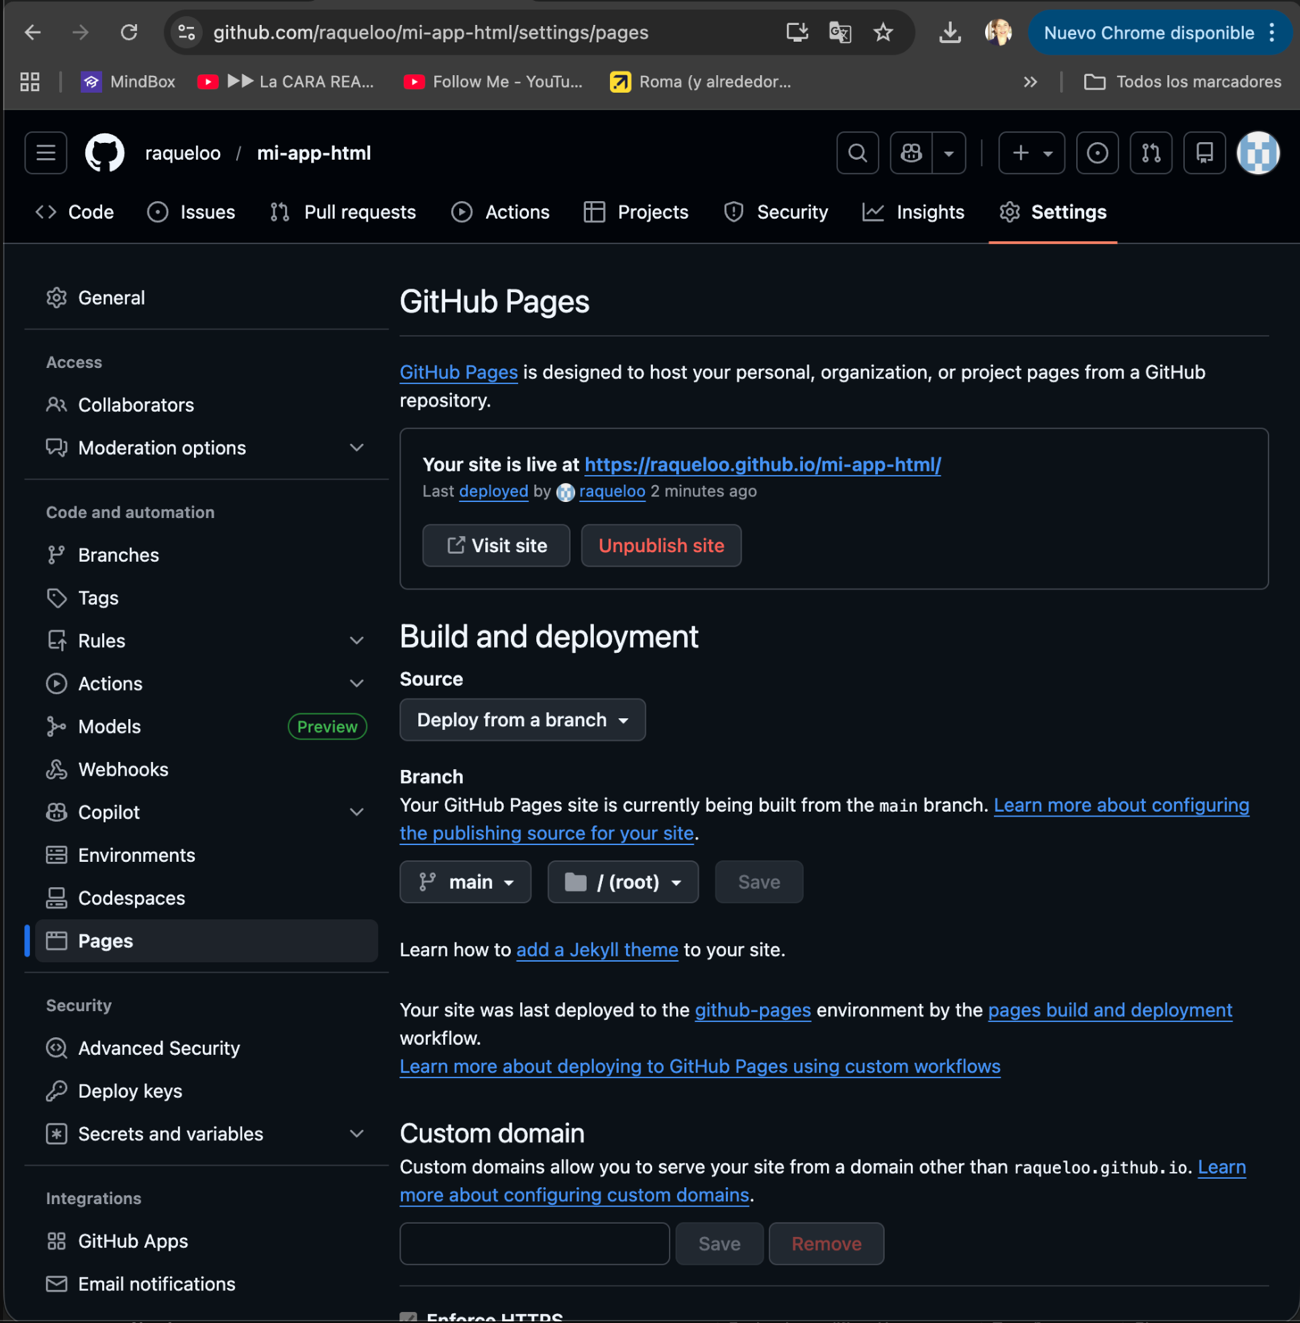 github.com/raqueloo/mi-app-html/settings/pages
Nuevo Chrome disponible
MindBox
▶▶ La CARA REA...
Follow Me - YouTu...
Roma (y alrededor...
»
Todos los marcadores
raqueloo / mi-app-html
Code
Issues
Pull requests
Actions
Projects
Security
Insights
Settings
General
Access
Collaborators
Moderation options
Code and automation
Branches
Tags
Rules
Actions
Models
Preview
Webhooks
Copilot
Environments
Codespaces
Pages
Security
Advanced Security
Deploy keys
Secrets and variables
Integrations
GitHub Apps
Email notifications
GitHub Pages
GitHub Pages is designed to host your personal, organization, or project pages from a GitHub
repository.
Your site is live at https://raqueloo.github.io/mi-app-html/
Last deployed by raqueloo 2 minutes ago
Visit site
Unpublish site
Build and deployment
Source
Deploy from a branch
Branch
Your GitHub Pages site is currently being built from the main branch. Learn more about configuring
the publishing source for your site.
main
/ (root)
Save
Learn how to add a Jekyll theme to your site.
Your site was last deployed to the github-pages environment by the pages build and deployment
workflow.
Learn more about deploying to GitHub Pages using custom workflows
Custom domain
Custom domains allow you to serve your site from a domain other than raqueloo.github.io. Learn
more about configuring custom domains.
Save
Remove
Enforce HTTPS